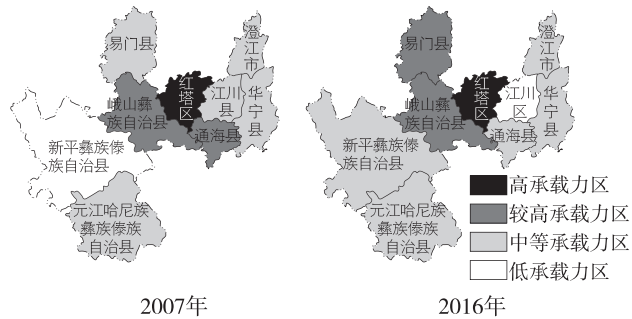 易门县
澄
江
市
红
塔
区
江川
县
华
宁
县
峨山彝
族自治县
通海县
新平彝族傣
族自治县
元江哈尼族
彝族傣族
自治县
2007年
易门县
澄
江
市
红
塔
区
江川
区
华
宁
县
峨山彝
族自治县
通海县
新平彝族傣
族自治县
元江哈尼族
彝族傣族
自治县
2016年
高承载力区
较高承载力区
中等承载力区
低承载力区